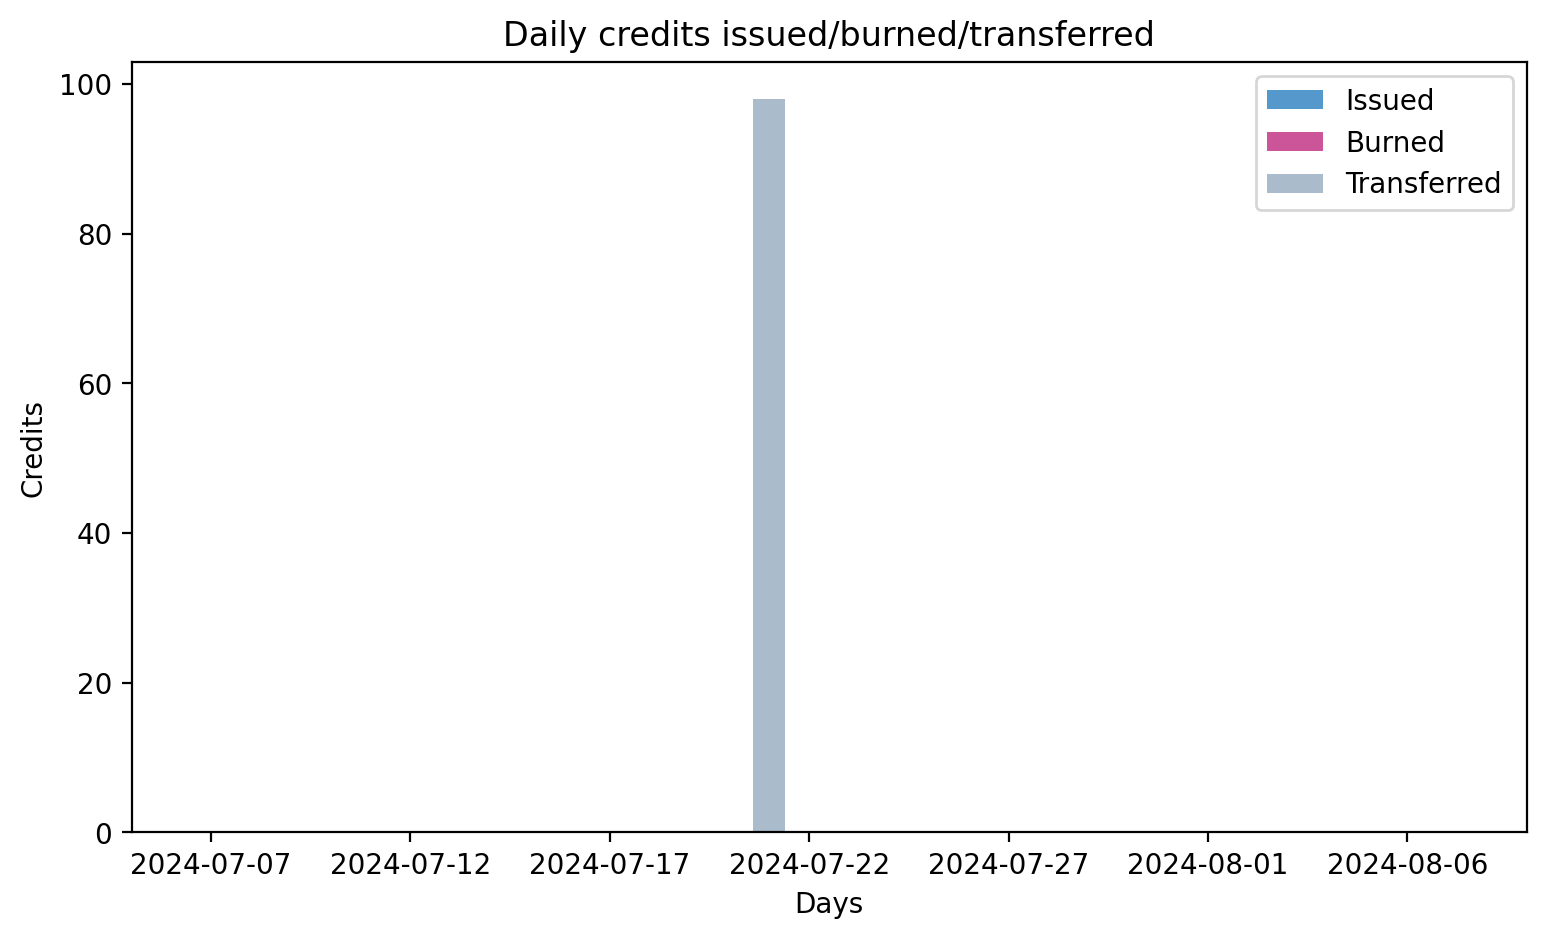 Daily credits issued/burned/transferred
Issued
Burned
Transferred
100
80
60
40
20
0
Credits
2024-07-07 2024-07-12 2024-07-17 2024-07-22 2024-07-27 2024-08-01 2024-08-06
Days